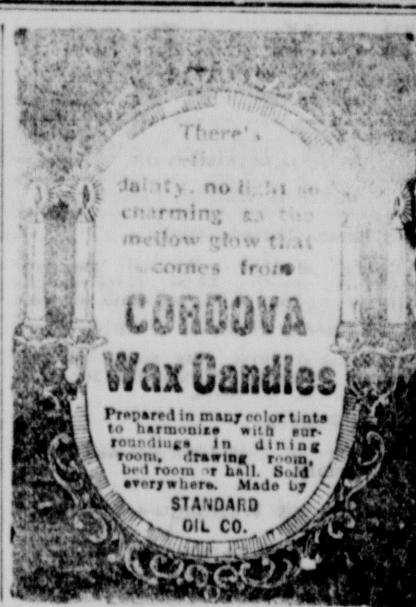 There's
no
dainty, no light so
charming as the
mellow glow that
comes from
CORDOVA
Wax Candles
Prepared in many color tints
to harmonize with sur-
roundings in dining
room, drawing room,
bed room or hall. Sold
everywhere. Made by
STANDARD
OIL CO.